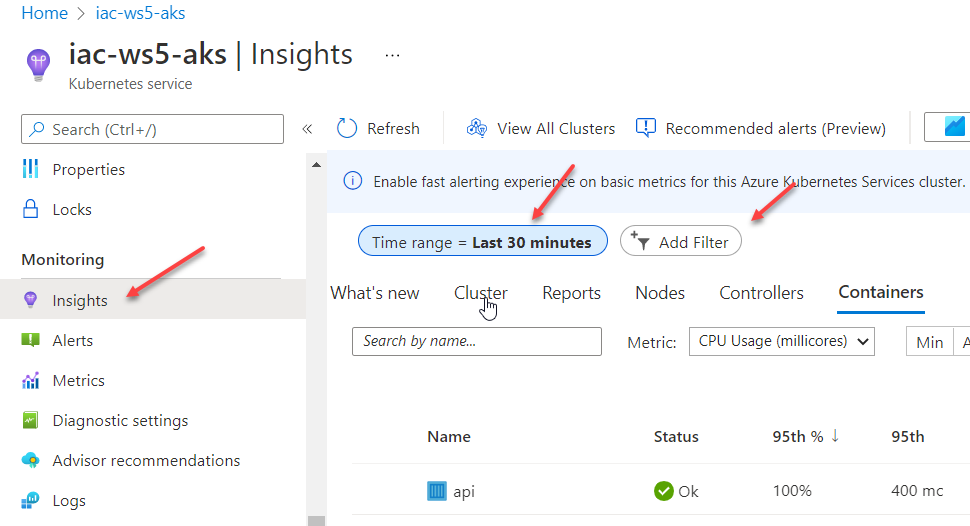 Home > iac-ws5-aks
iac-ws5-aks | Insights ...
Kubernetes service
Search (Ctrl+/)
«
Refresh
View All Clusters
Recommended alerts (Preview)
Properties
Locks
Monitoring
Insights
Alerts
Metrics
Diagnostic settings
Advisor recommendations
Logs
Enable fast alerting experience on basic metrics for this Azure Kubernetes Services cluster.
Time range = Last 30 minutes
Add Filter
What's new Cluster Reports Nodes Controllers Containers
Search by name...
Metric: CPU Usage (millicores)
Min A
Name Status 95th % ↓ 95th
api Ok 100% 400 mc